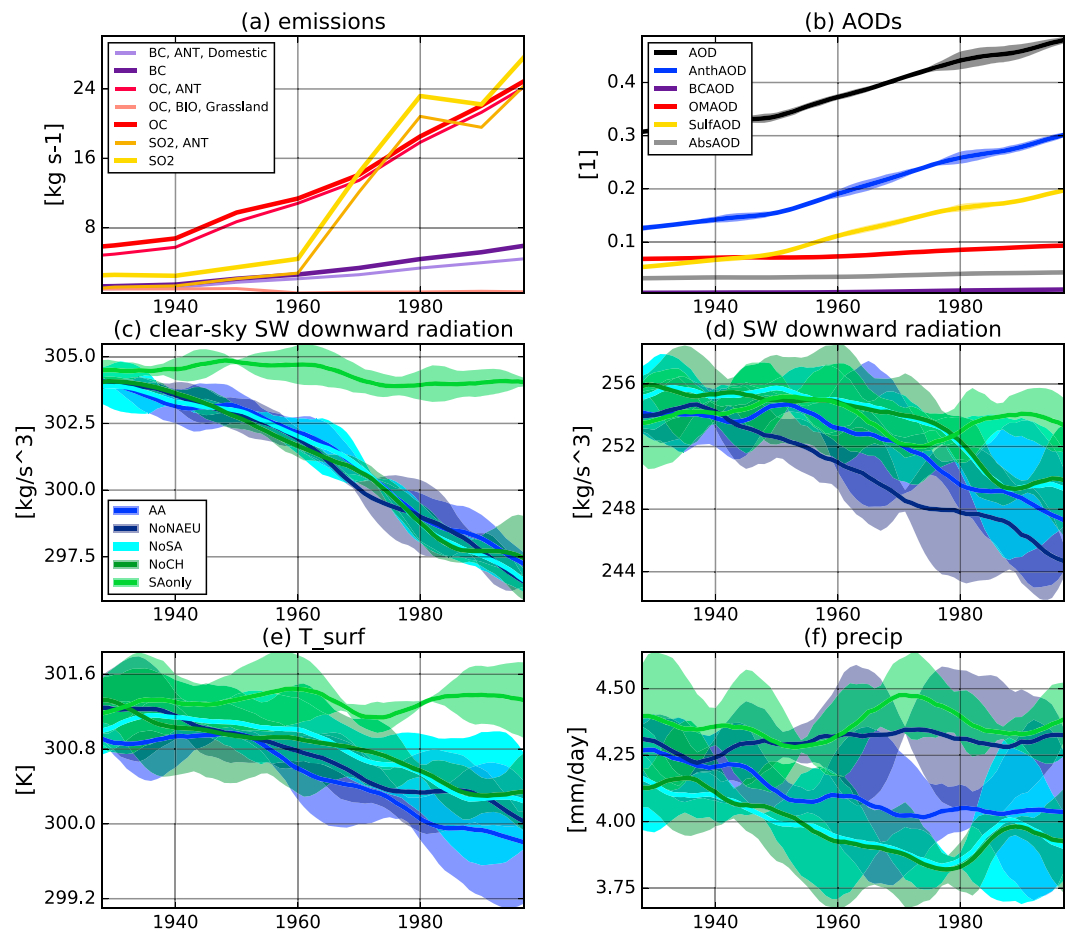 (a) emissions
[kg s-1]
24
16
8
BC, ANT, Domestic
BC
OC, ANT
OC, BIO, Grassland
OC
SO2, ANT
SO2
1940 1960 1980
(b) AODs
[1]
0.4
0.3
0.2
0.1
AOD
AnthAOD
BCAOD
OMAOD
SulfAOD
AbsAOD
1940 1960 1980
(c) clear-sky SW downward radiation
[kg/s^3]
305.0
302.5
300.0
297.5
AA
NoNAEU
NoSA
NoCH
SAonly
1940 1960 1980
(d) SW downward radiation
[kg/s^3]
256
252
248
244
1940 1960 1980
(e) T_surf
[K]
301.6
300.8
300.0
299.2
1940 1960 1980
(f) precip
[mm/day]
4.50
4.25
4.00
3.75
1940 1960 1980